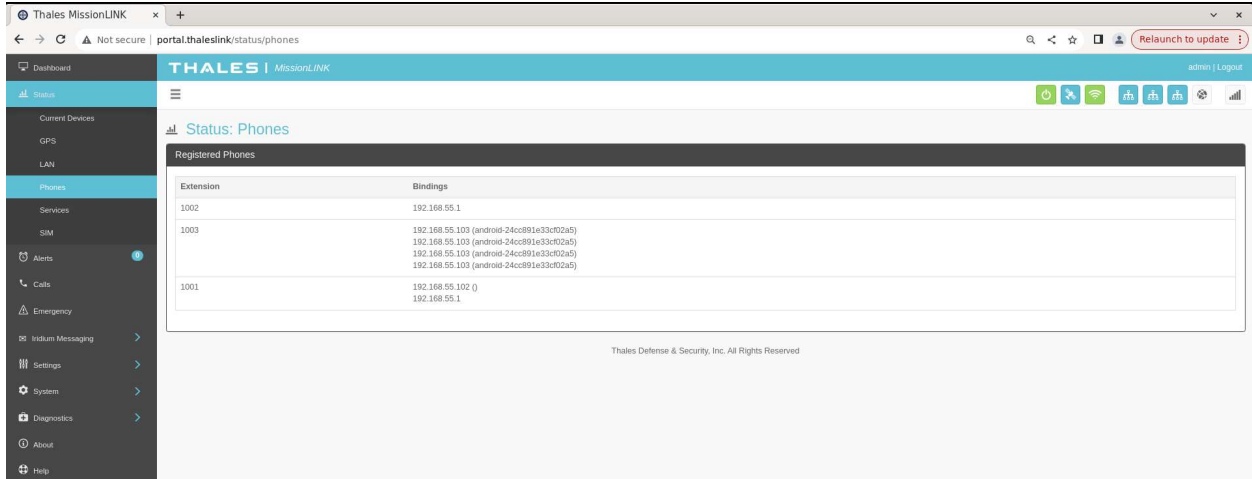 Thales MissionLINK
Not secure | portal.thaleslink/status/phones
Relaunch to update
Dashboard
THALES | MissionLINK
admin | Logout
Status
Current Devices
GPS
LAN
Phones
Services
SIM
Alerts 0
Calls
Emergency
Iridium Messaging
Settings
System
Diagnostics
About
Help
Status: Phones
Registered Phones
Extension Bindings
1002 192.168.55.1
1003 192.168.55.103 (android-24cc891e33cf02a5)
192.168.55.103 (android-24cc891e33cf02a5)
192.168.55.103 (android-24cc891e33cf02a5)
192.168.55.103 (android-24cc891e33cf02a5)
1001 192.168.55.102 ()
192.168.55.1
Thales Defense & Security, Inc. All Rights Reserved